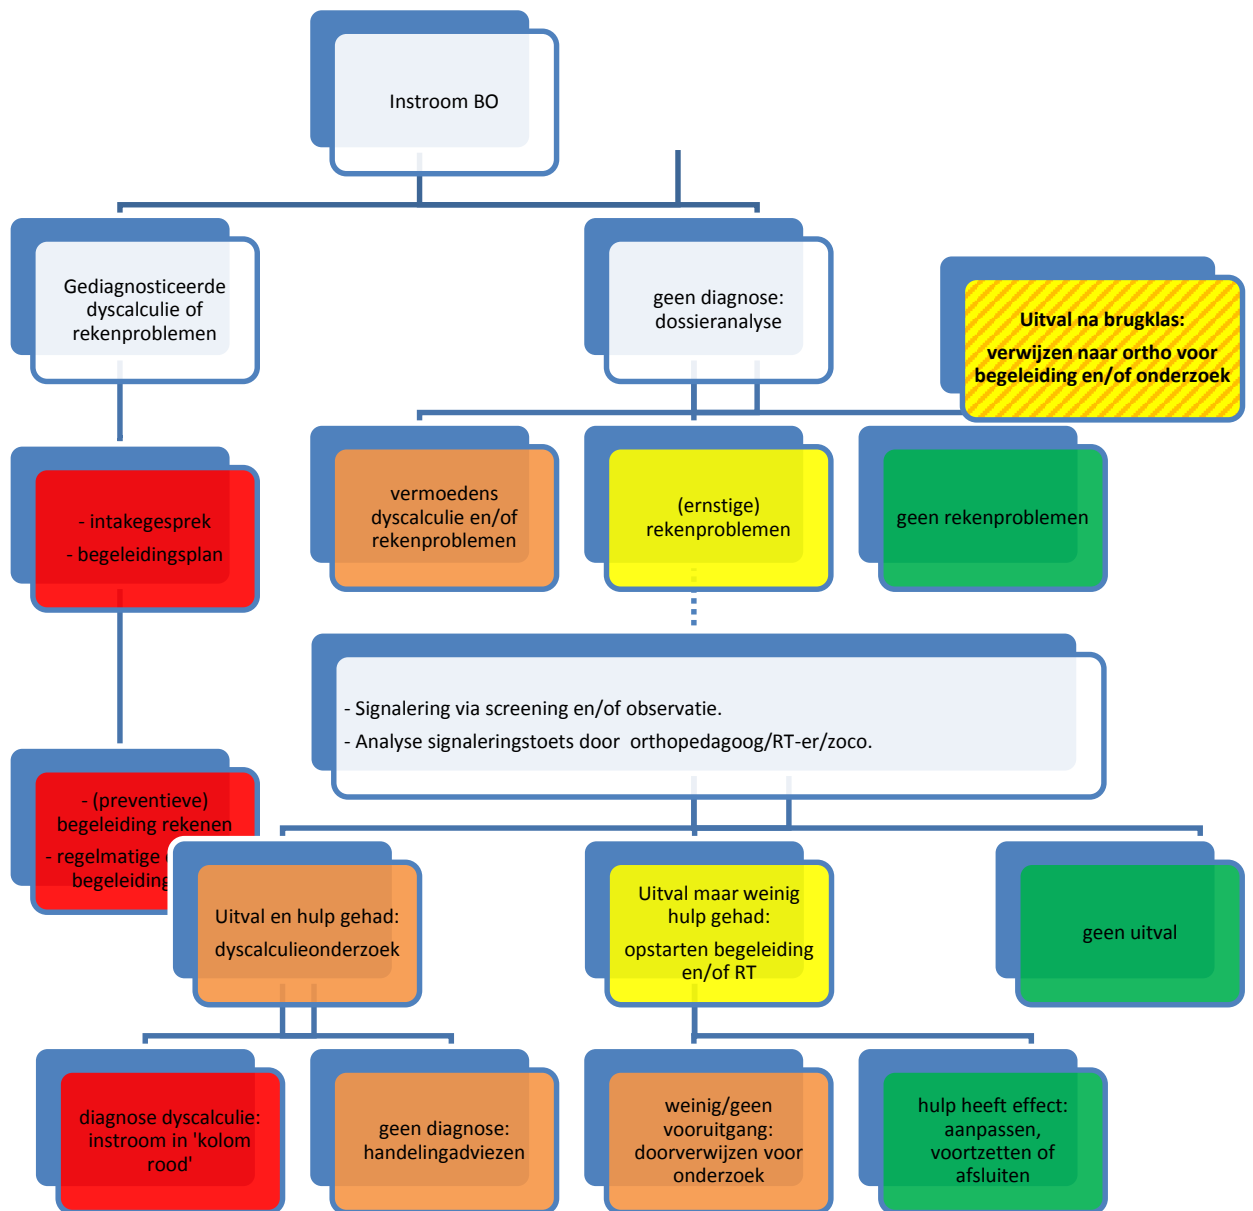 Instroom BO
Gediagnosticeerde
dyscalculie of
rekenproblemen
geen diagnose:
dossieranalyse
Uitval na brugklas:
verwijzen naar ortho voor
begeleiding en/of onderzoek
- intakegesprek
- begeleidingsplan
vermoedens
dyscalculie en/of
rekenproblemen
(ernstige)
rekenproblemen
geen rekenproblemen
- Signalering via screening en/of observatie.
- Analyse signaleringstoets door orthopedagoog/RT-er/zoco.
- (preventieve)
begeleiding rekenen
- regelmatige
begeleiding
Uitval en hulp gehad:
dyscalculieonderzoek
Uitval maar weinig
hulp gehad:
opstarten begeleiding
en/of RT
geen uitval
diagnose dyscalculie:
instroom in 'kolom
rood'
geen diagnose:
handelingadviezen
weinig/geen
vooruitgang:
doorverwijzen voor
onderzoek
hulp heeft effect:
aanpassen,
voortzetten of
afsluiten